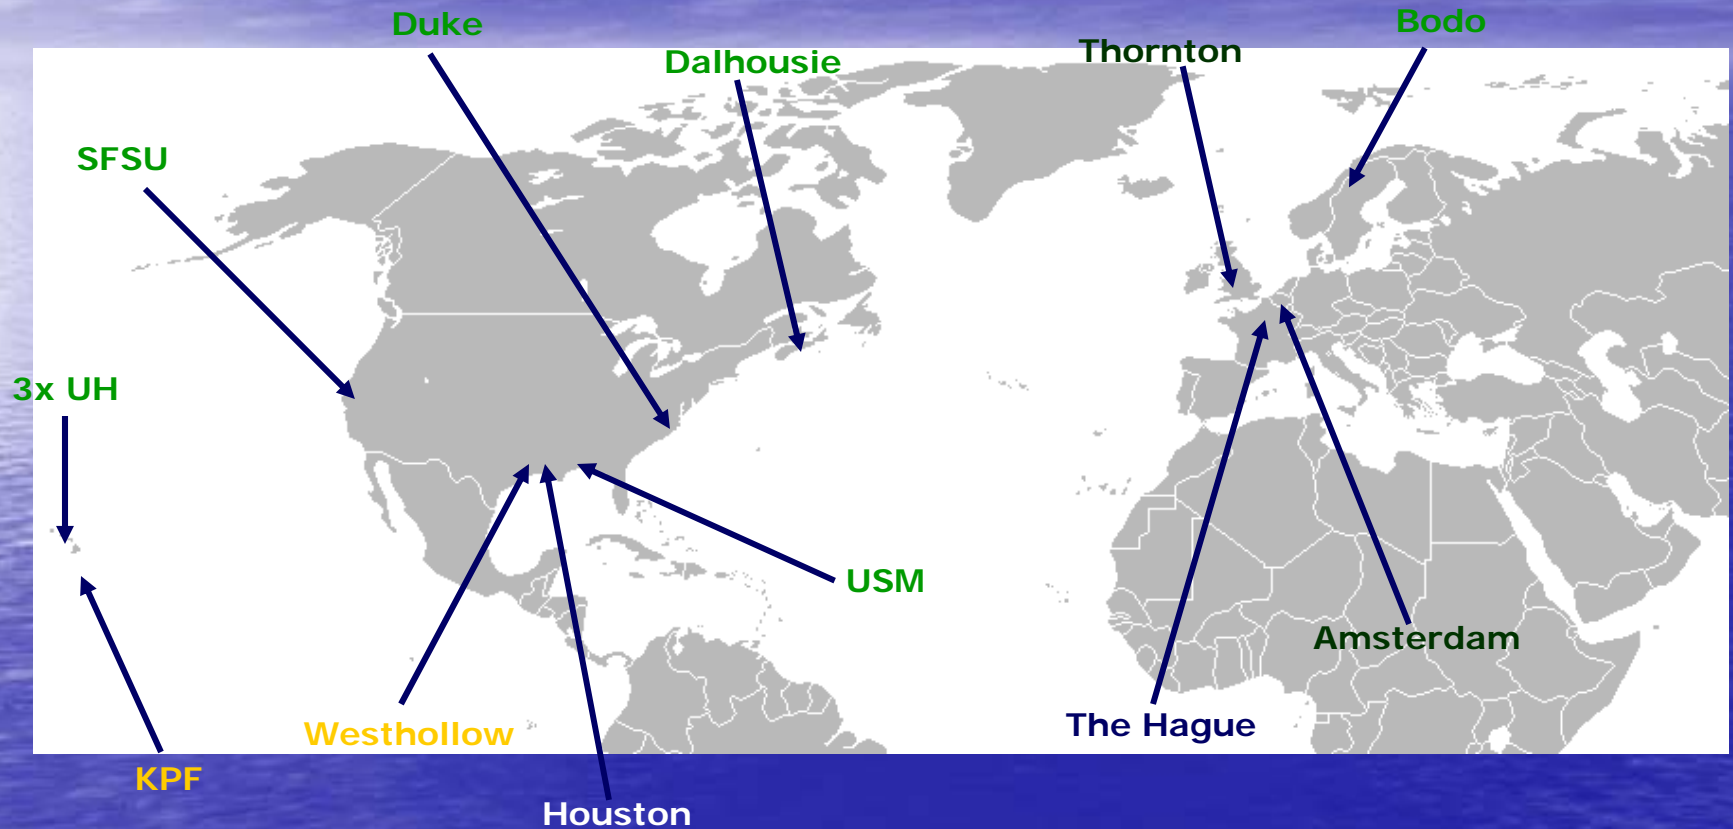 Duke
Bodo
Dalhousie
Thornton
SFSU
3x UH
USM
Amsterdam
The Hague
Westhollow
KPF
Houston